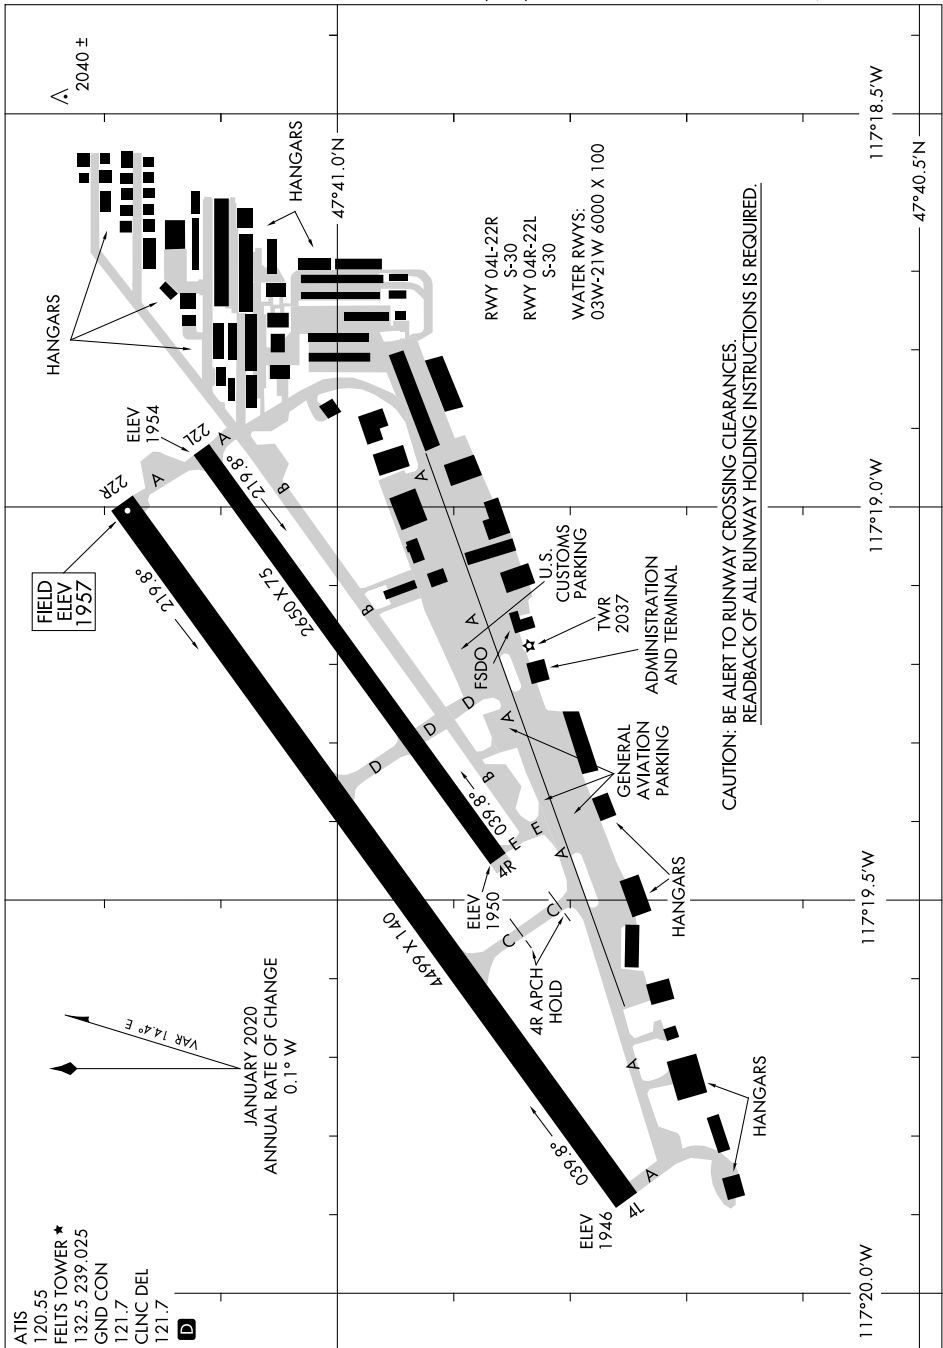 ATIS
120.55
FELTS TOWER ★
132.5 239.025
GND CON
121.7
CLNC DEL
121.7
D
JANUARY 2020
ANNUAL RATE OF CHANGE
0.1° W
VAR 14.4° E
FIELD
ELEV
1957
22R
A
219.8°
ELEV
1954
22L
A
219.8°
HANGARS
2040 ±
HANGARS
47°41.0'N
B
2650 X 75
B
4499 X 140
D
D
D
B
039.8°
ELEV
1950
4R
E
E
C
C
4R APCH
HOLD
A
A
A
A
U.S.
CUSTOMS
PARKING
FSDO
TWR
2037
ADMINISTRATION
AND TERMINAL
GENERAL
AVIATION
PARKING
HANGARS
A
HANGARS
039.8°
ELEV
1946
4L
A
RWY 04L-22R
S-30
RWY 04R-22L
S-30
WATER RWYS:
03W-21W 6000 X 100
CAUTION: BE ALERT TO RUNWAY CROSSING CLEARANCES.
READBACK OF ALL RUNWAY HOLDING INSTRUCTIONS IS REQUIRED.
47°40.5'N
117°20.0'W
117°19.5'W
117°19.0'W
117°18.5'W